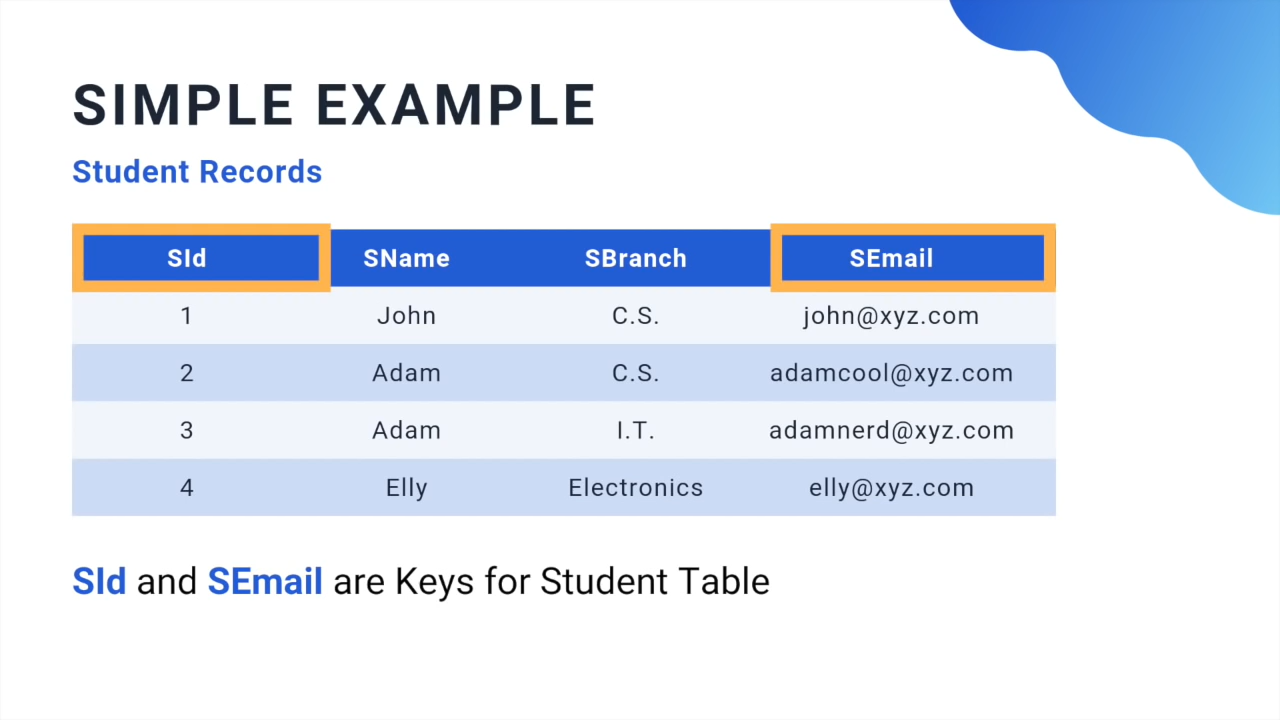 SIMPLE EXAMPLE
Student Records
SId SName SBranch SEmail
1 John C.S. john@xyz.com
2 Adam C.S. adamcool@xyz.com
3 Adam I.T. adamnerd@xyz.com
4 Elly Electronics elly@xyz.com
SId and SEmail are Keys for Student Table